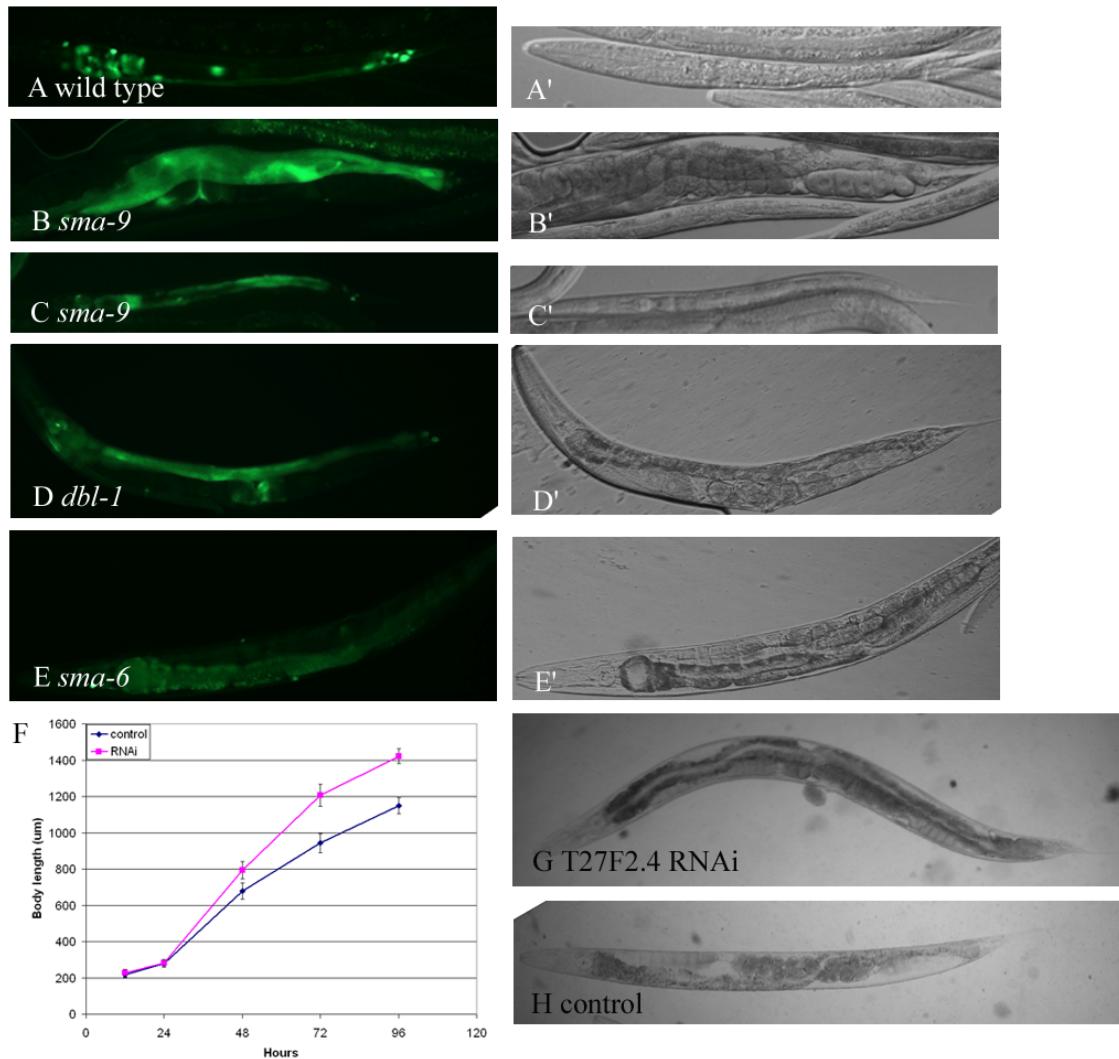 A wild type
A'
B sma-9
B'
C sma-9
C'
D dbl-1
D'
E sma-6
E'
F
control
RNAi
1600
1400
1200
1000
800
600
400
200
0
Body length (um)
0 24 48 72 96 120
Hours
G T27F2.4 RNAi
H control